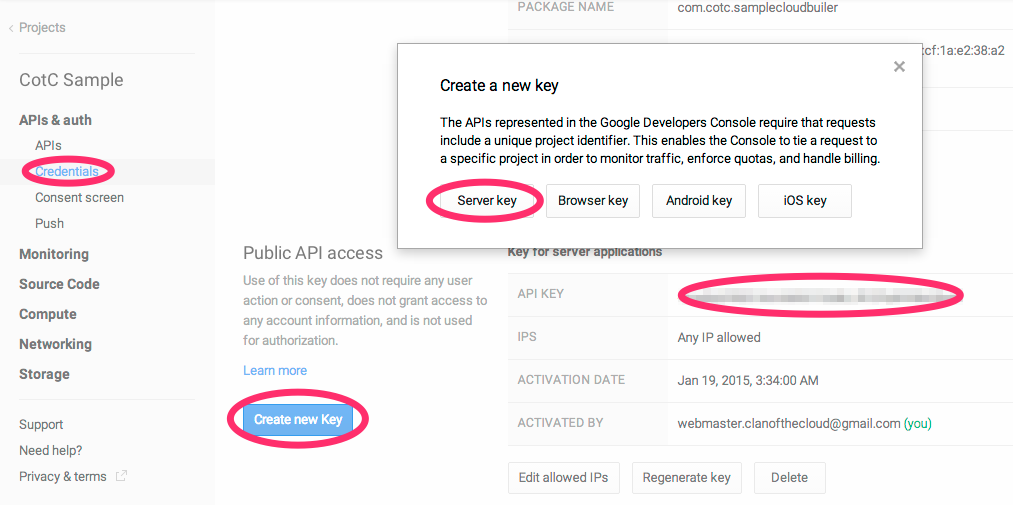 Projects
CotC Sample
APIs & auth
APIs
Credentials
Consent screen
Push
Monitoring
Source Code
Compute
Networking
Storage
Support
Need help?
Privacy & terms
PACKAGE NAME
com.cotc.samplecloudbuiler
:cf:1a:e2:38:a2
Create a new key
The APIs represented in the Google Developers Console require that requests
include a unique project identifier. This enables the Console to tie a request to
a specific project in order to monitor traffic, enforce quotas, and handle billing.
Server key
Browser key
Android key
iOS key
Public API access
Use of this key does not require any user
action or consent, does not grant access to
any account information, and is not used
for authorization.
Learn more
Create new Key
Key for server applications
API KEY
IPS
Any IP allowed
ACTIVATION DATE
Jan 19, 2015, 3:34:00 AM
ACTIVATED BY
webmaster.clanofthecloud@gmail.com (you)
Edit allowed IPs
Regenerate key
Delete